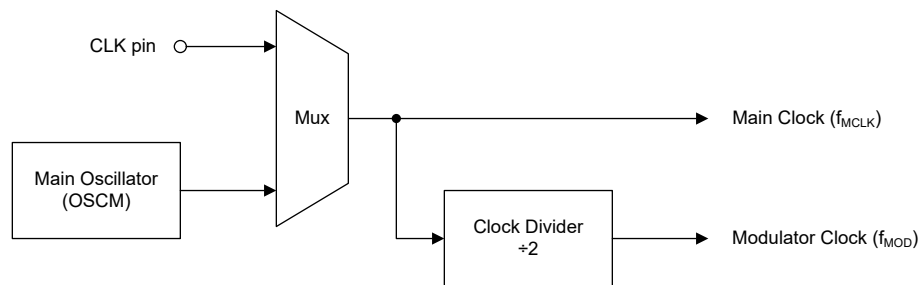 CLK pin
Mux
Main Clock (fMCLK)
Main Oscillator
(OSCM)
Clock Divider
÷2
Modulator Clock (fMOD)